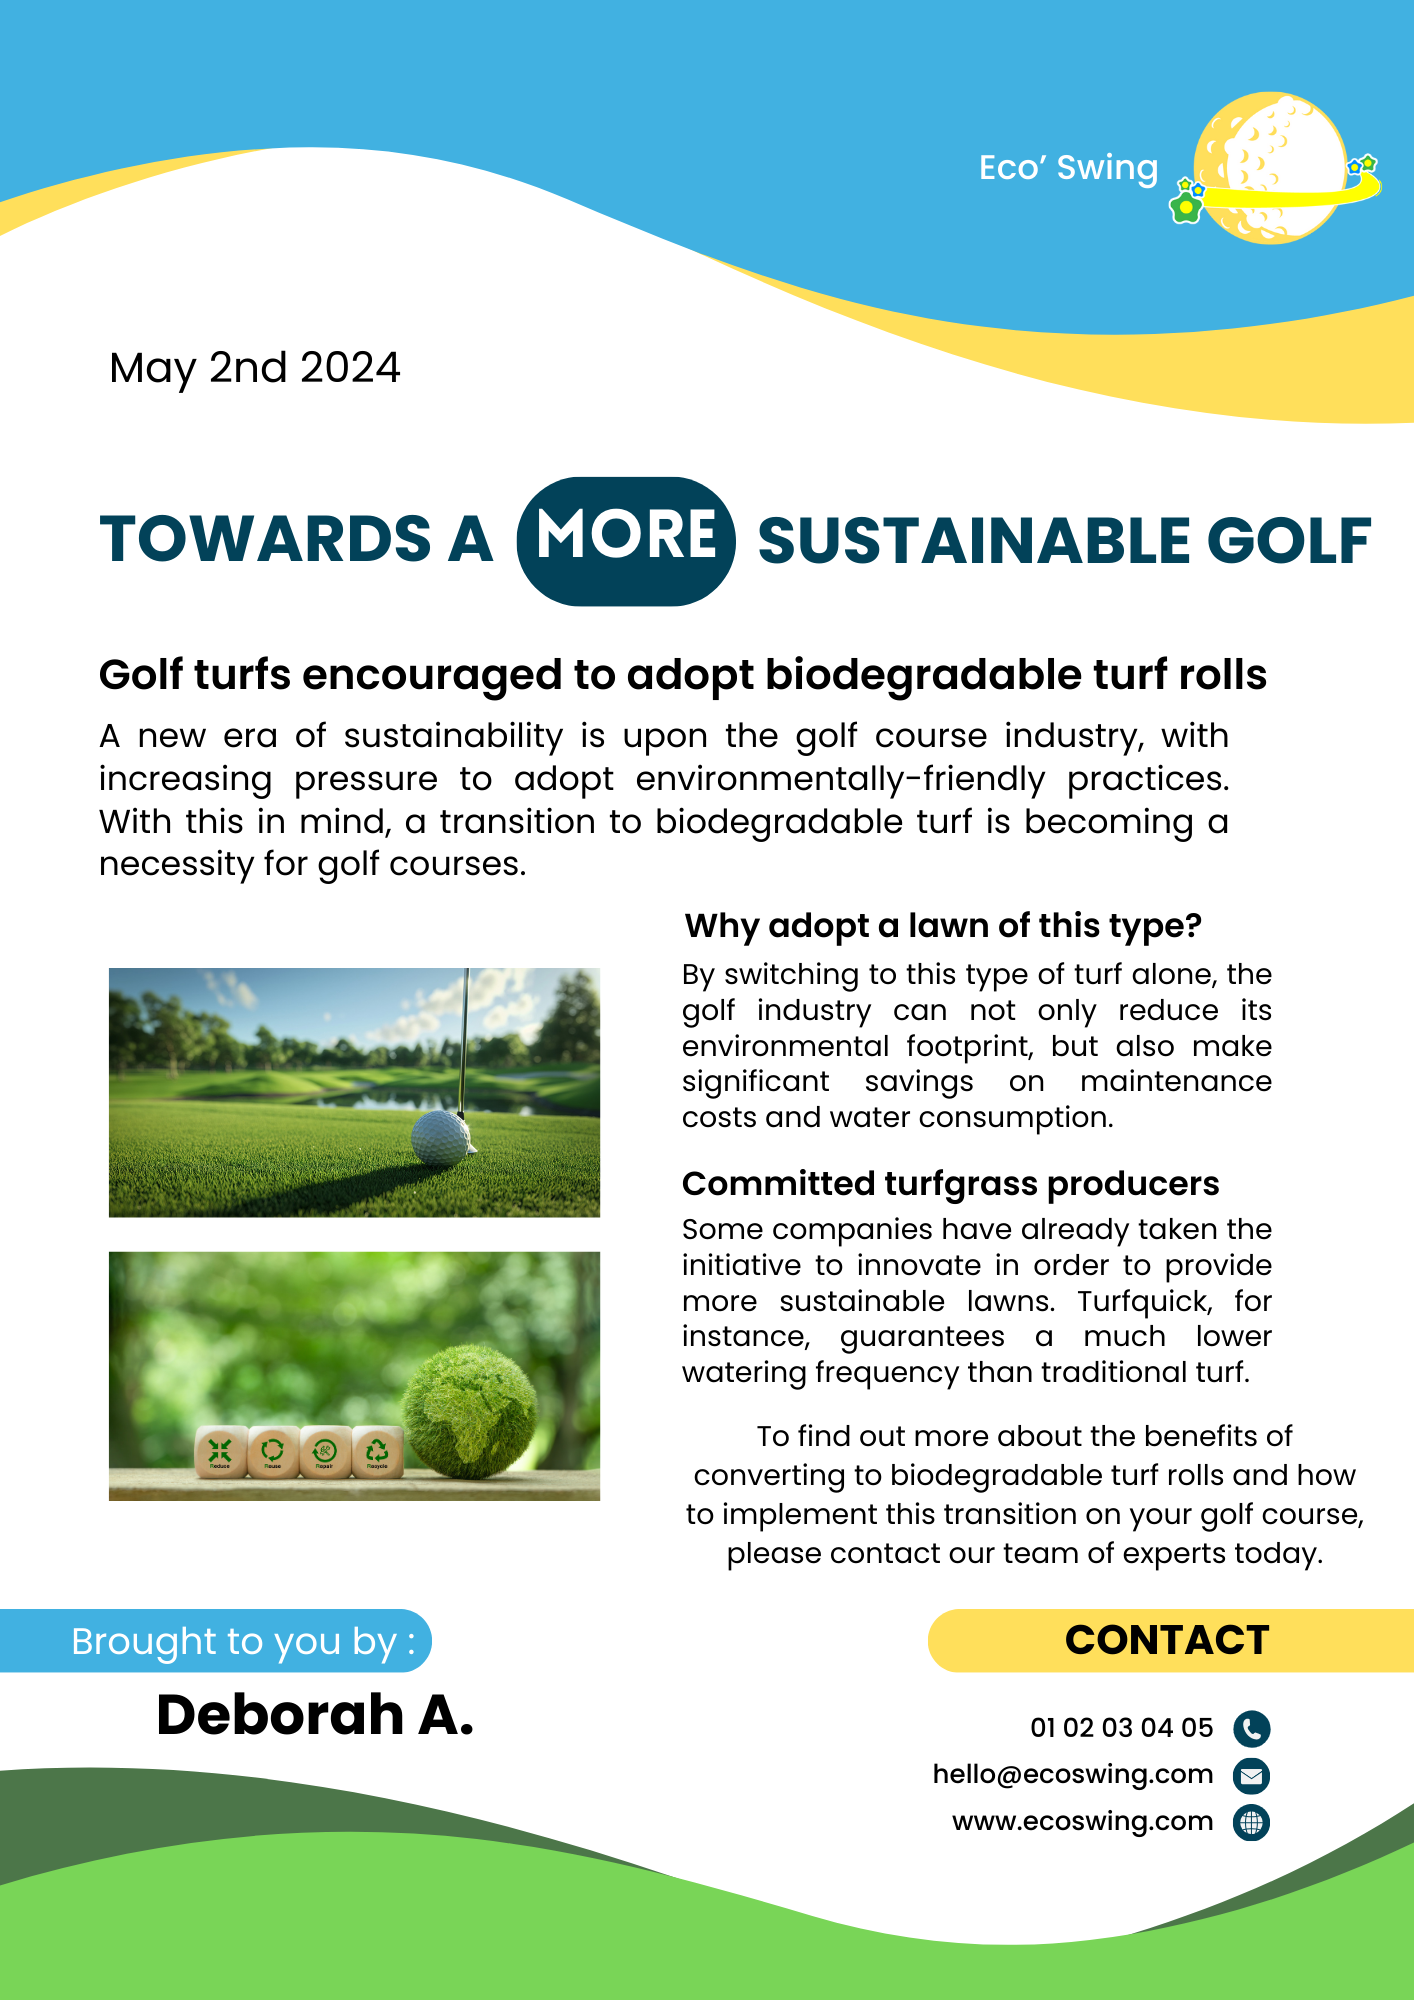 Eco’ Swing
May 2nd 2024
TOWARDS A MORE SUSTAINABLE GOLF
Golf turfs encouraged to adopt biodegradable turf rolls
A new era of sustainability is upon the golf course industry, with
increasing pressure to adopt environmentally-friendly practices.
With this in mind, a transition to biodegradable turf is becoming a
necessity for golf courses.
Why adopt a lawn of this type?
By switching to this type of turf alone, the
golf industry can not only reduce its
environmental footprint, but also make
significant savings on maintenance
costs and water consumption.
Committed turfgrass producers
Some companies have already taken the
initiative to innovate in order to provide
more sustainable lawns. Turfquick, for
instance, guarantees a much lower
watering frequency than traditional turf.
Reduce Reuse Repair Recycle
To find out more about the benefits of
converting to biodegradable turf rolls and how
to implement this transition on your golf course,
please contact our team of experts today.
Brought to you by :
Deborah A.
CONTACT
01 02 03 04 05
hello@ecoswing.com
www.ecoswing.com